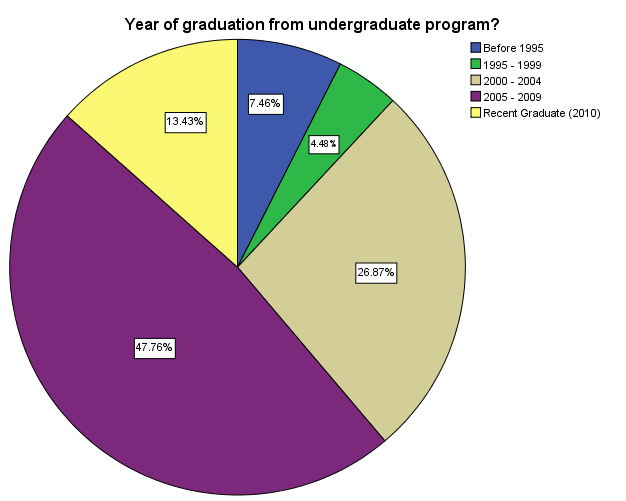 Year of graduation from undergraduate program?
Before 1995
1995 - 1999
2000 - 2004
2005 - 2009
Recent Graduate (2010)
7.46%
13.43%
4.48%
26.87%
47.76%